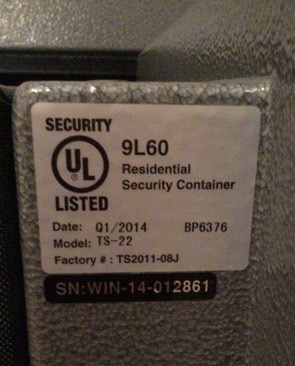 SECURITY
UL
LISTED
9L60
Residential
Security Container
Date: Q1/2014 BP6376
Model: TS-22
Factory # : TS2011-08J
SN:WIN-14-012861